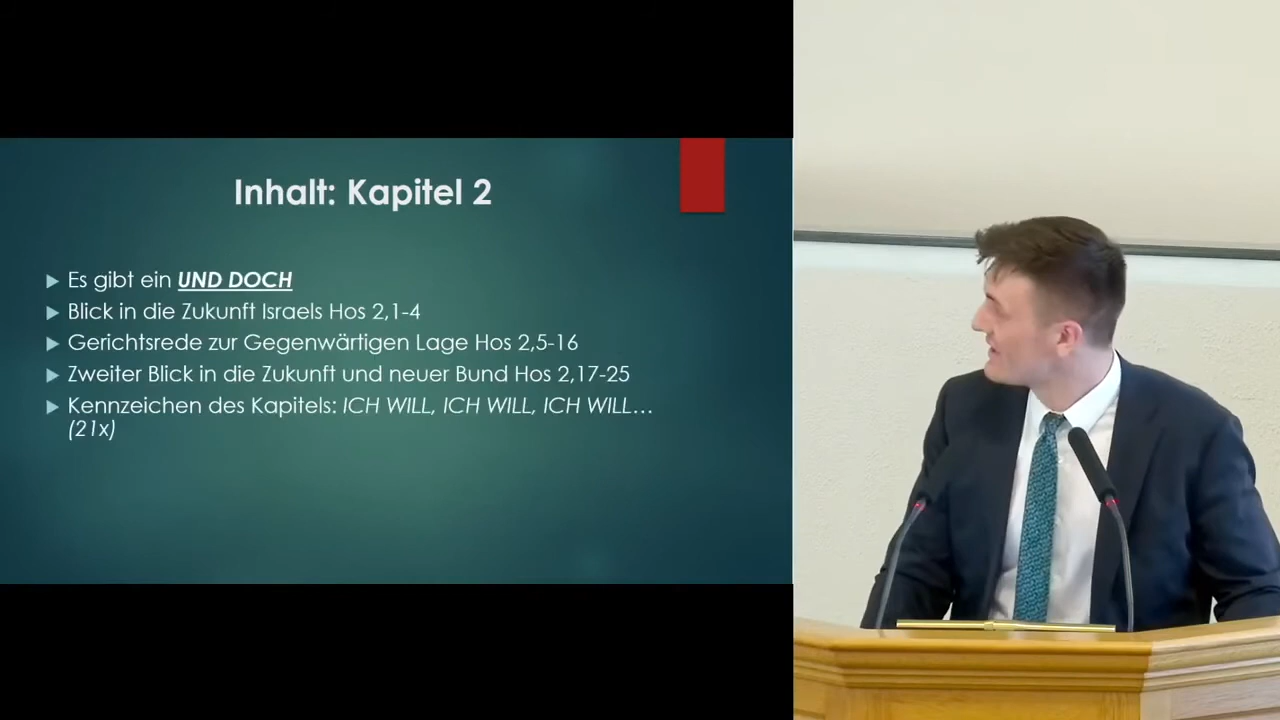 Inhalt: Kapitel 2
Es gibt ein UND DOCH
Blick in die Zukunft Israels Hos 2,1-4
Gerichtsrede zur Gegenwärtigen Lage Hos 2,5-16
Zweiter Blick in die Zukunft und neuer Bund Hos 2,17-25
Kennzeichen des Kapitels: ICH WILL, ICH WILL, ICH WILL…
(21x)